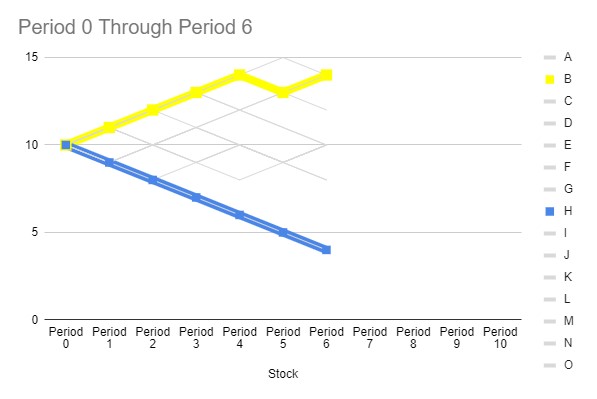 Period 0 Through Period 6
15
10
5
0
Period 0
Period 1
Period 2
Period 3
Period 4
Period 5
Period 6
Period 7
Period 8
Period 9
Period 10
Stock
A
B
C
D
E
F
G
H
I
J
K
L
M
N
O